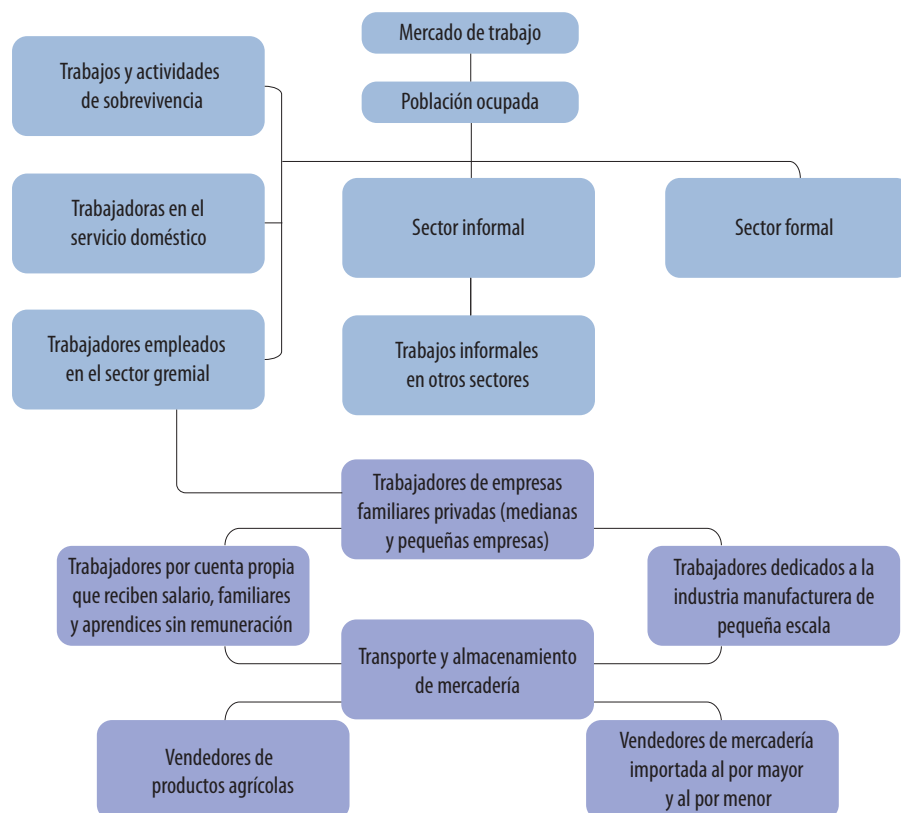 Mercado de trabajo
Población ocupada
Trabajos y actividades
de sobrevivencia
Trabajadoras en el
servicio doméstico
Sector informal
Sector formal
Trabajadores empleados
en el sector gremial
Trabajos informales
en otros sectores
Trabajadores de empresas
familiares privadas (medianas
y pequeñas empresas)
Trabajadores por cuenta propia
que reciben salario, familiares
y aprendices sin remuneración
Trabajadores dedicados a la
industria manufacturera de
pequeña escala
Transporte y almacenamiento
de mercadería
Vendedores de
productos agrícolas
Vendedores de mercadería
importada al por mayor
y al por menor